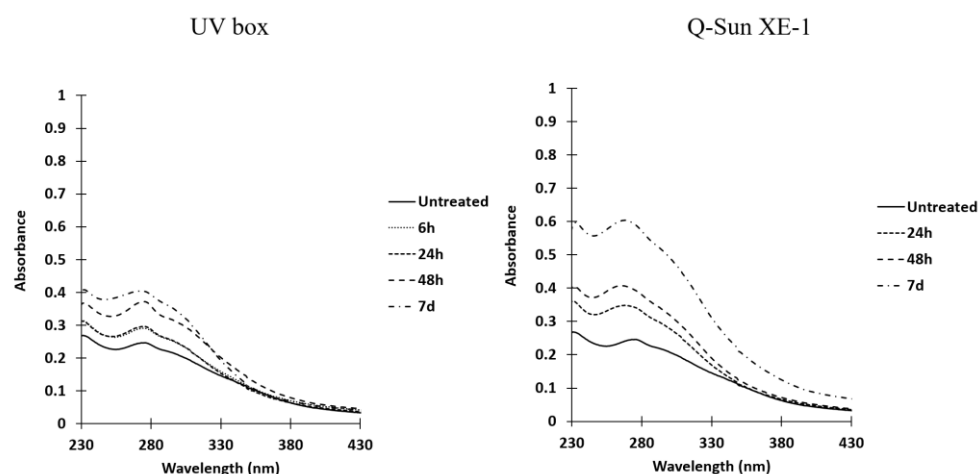 UV box
Q-Sun XE-1
1
0.9
0.8
0.7
0.6
0.5
0.4
0.3
0.2
0.1
0
Absorbance
230
280
330
380
430
Wavelength (nm)
Untreated
6h
24h
48h
7d
1
0.9
0.8
0.7
0.6
0.5
0.4
0.3
0.2
0.1
0
Absorbance
230
280
330
380
430
Wavelength (nm)
Untreated
24h
48h
7d